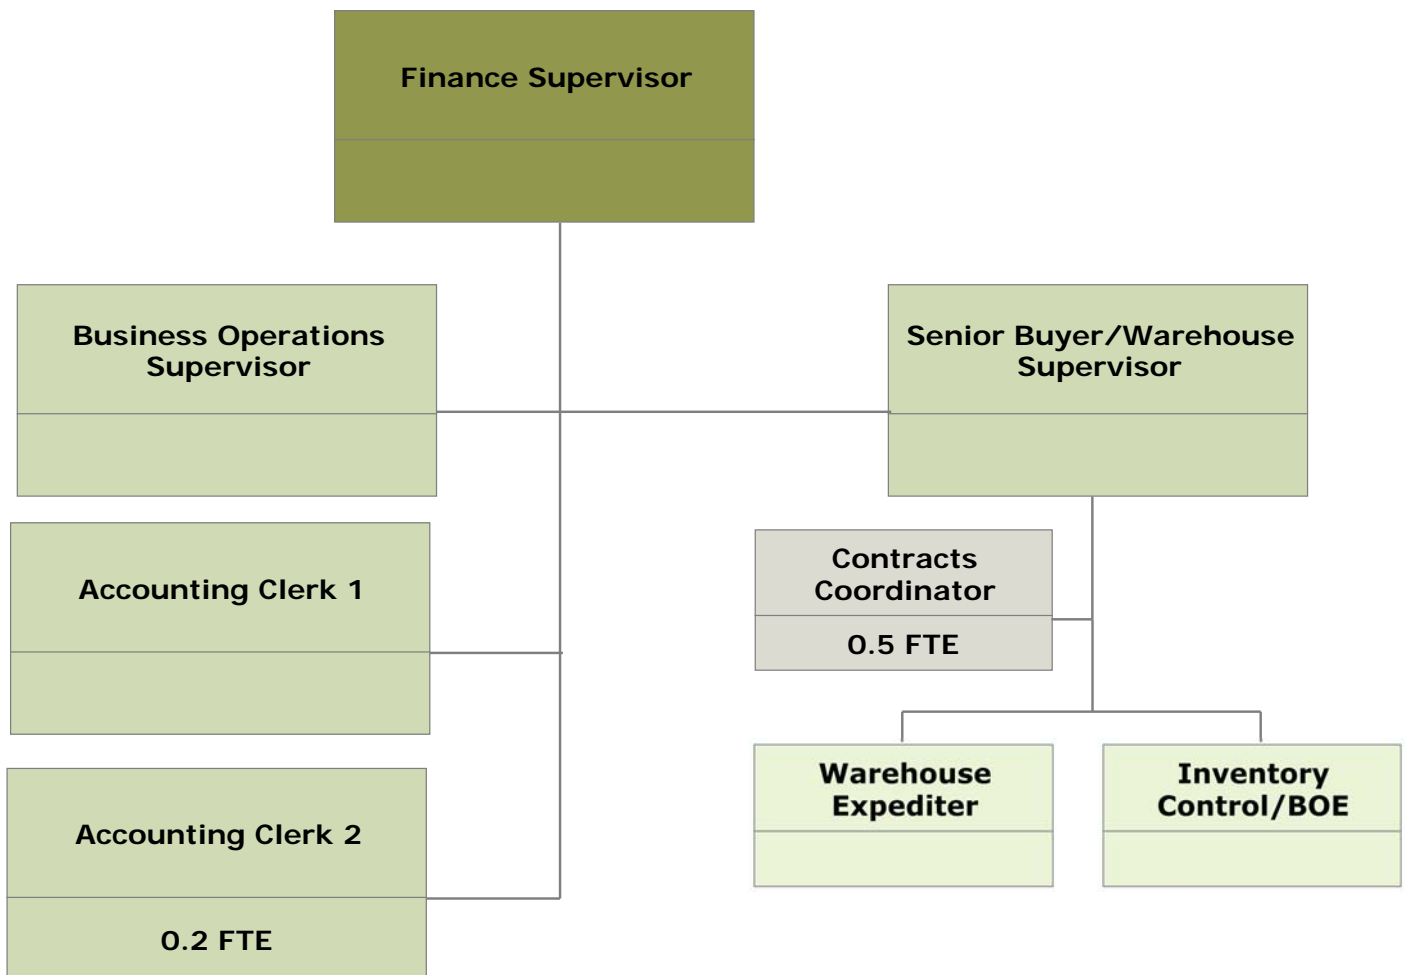 Finance Supervisor
Business Operations
Supervisor
Senior Buyer/Warehouse
Supervisor
Accounting Clerk 1
Contracts
Coordinator
0.5 FTE
Warehouse
Expediter
Inventory
Control/BOE
Accounting Clerk 2
0.2 FTE